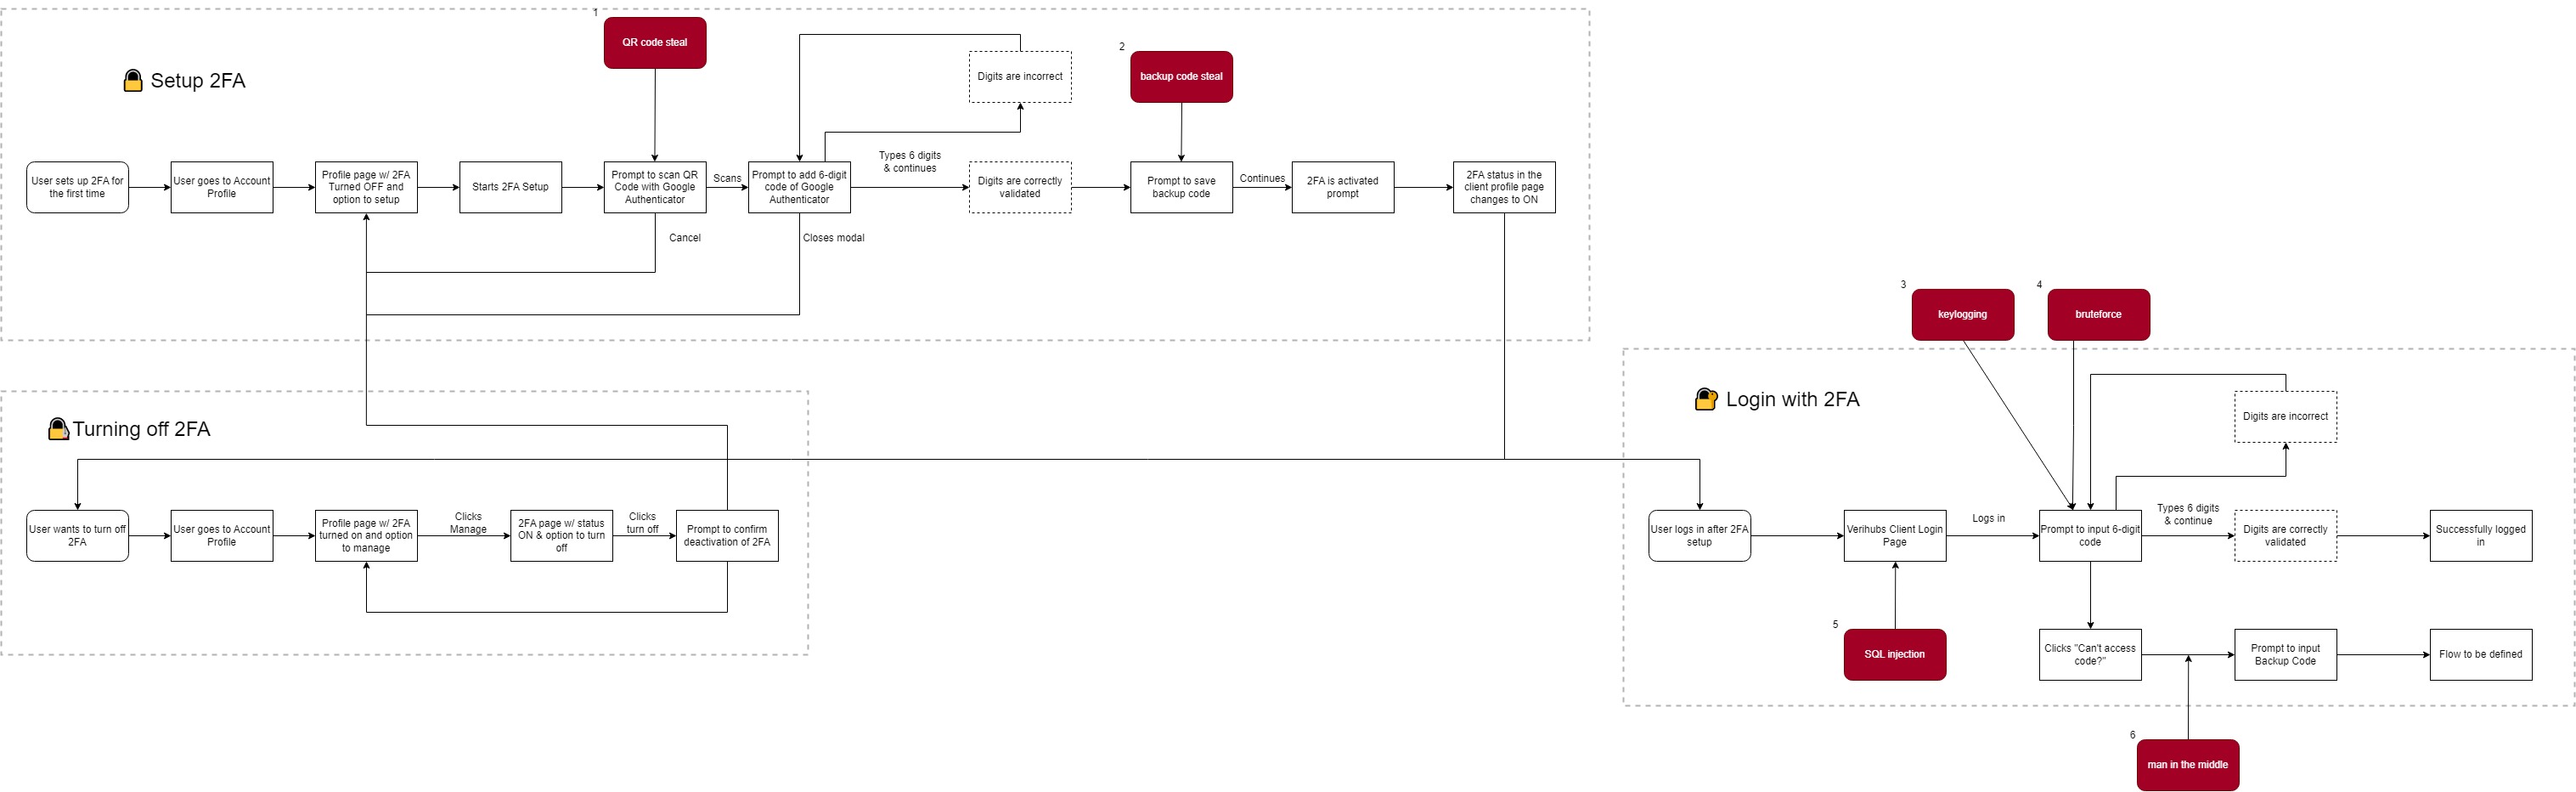 1
QR code steal
2
backup code steal
Setup 2FA
Digits are incorrect
User sets up 2FA for
the first time
User goes to Account
Profile
Profile page w/ 2FA
Turned OFF and
option to setup
Starts 2FA Setup
Prompt to scan QR
Code with Google
Authenticator
Scans
Prompt to add 6-digit
code of Google
Authenticator
Types 6 digits
& continues
Digits are correctly
validated
Prompt to save
backup code
Continues
2FA is activated
prompt
2FA status in the
client profile page
changes to ON
Cancel
Closes modal
Turning off 2FA
User wants to turn off
2FA
User goes to Account
Profile
Profile page w/ 2FA
turned on and option
to manage
Clicks
Manage
2FA page w/ status
ON & option to turn
off
Clicks
turn off
Prompt to confirm
deactivation of 2FA
3
keylogging
4
bruteforce
Login with 2FA
Digits are incorrect
User logs in after 2FA
setup
Verihubs Client Login
Page
Logs in
Prompt to input 6-digit
code
Types 6 digits
& continue
Digits are correctly
validated
Successfully logged
in
5
SQL injection
Clicks "Can't access
code?"
Prompt to input
Backup Code
Flow to be defined
6
man in the middle